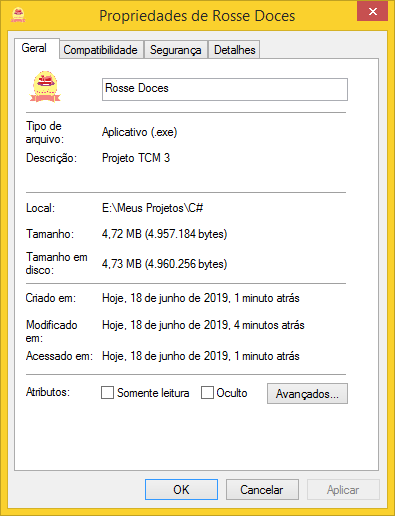 Propriedades de Rosse Doces
Geral Compatibilidade Segurança Detalhes
Rosse Doces
Tipo de
arquivo: Aplicativo (.exe)
Descrição: Projeto TCM 3
Local: E:\Meus Projetos\C#
Tamanho: 4,72 MB (4.957.184 bytes)
Tamanho em
disco: 4,73 MB (4.960.256 bytes)
Criado em: Hoje, 18 de junho de 2019, 1 minuto atrás
Modificado
em: Hoje, 18 de junho de 2019, 4 minutos atrás
Acessado em: Hoje, 18 de junho de 2019, 1 minuto atrás
Atributos: Somente leitura Oculto Avançados...
OK Cancelar Aplicar